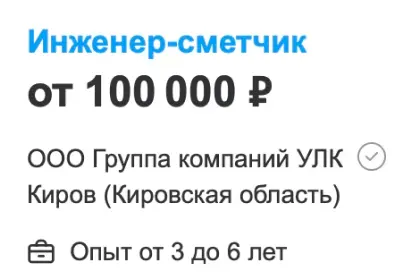 Инженер-сметчик
от 100 000 ₽
ООО Группа компаний УЛК
Киров (Кировская область)
Опыт от 3 до 6 лет